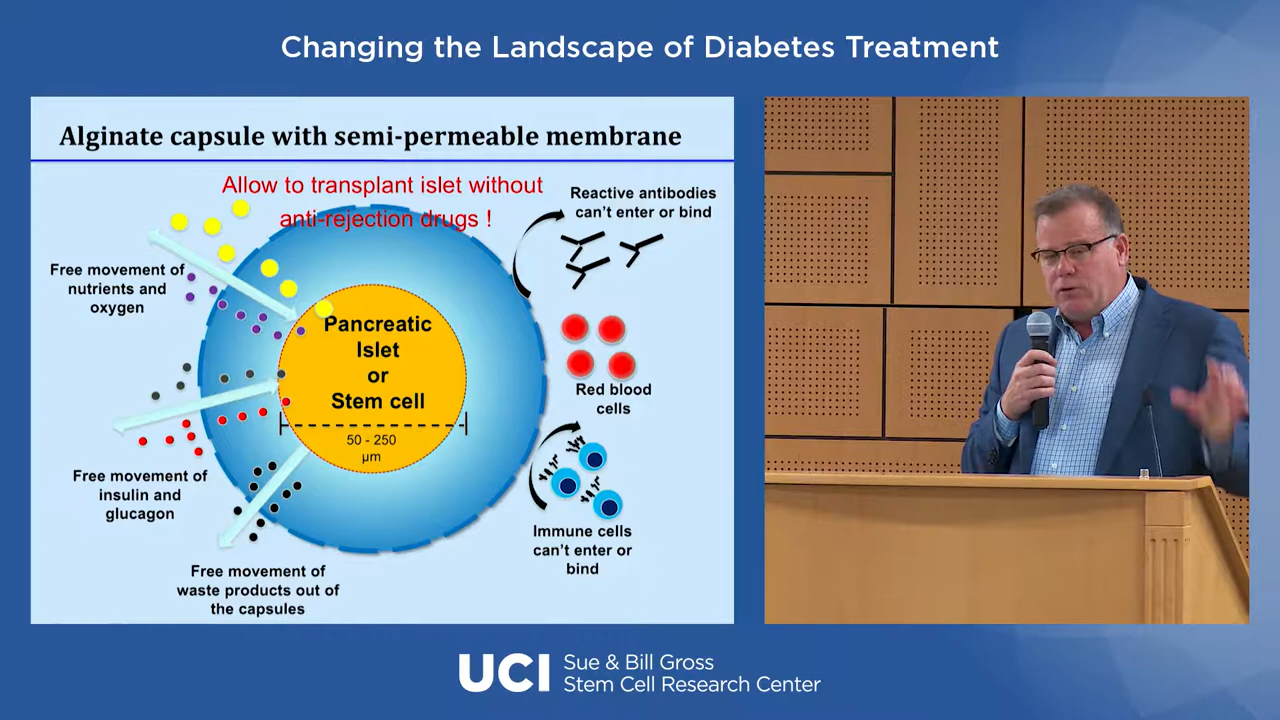 Changing the Landscape of Diabetes Treatment
Alginate capsule with semi-permeable membrane
Allow to transplant islet without
anti-rejection drugs !
Reactive antibodies
can't enter or bind
Free movement of
nutrients and
oxygen
Pancreatic
Islet
or
Stem cell
50 - 250
µm
Red blood
cells
Free movement of
insulin and
glucagon
Immune cells
can't enter or
bind
Free movement of
waste products out of
the capsules
UCI
Sue & Bill Gross
Stem Cell Research Center